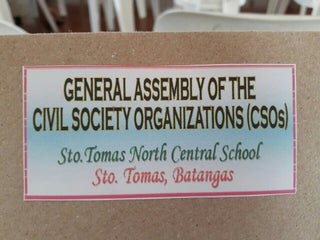 GENERAL ASSEMBLY OF THE
CIVIL SOCIETY ORGANIZATIONS (CSOs)
Sto.Tomas North Central School
Sto. Tomas, Batangas